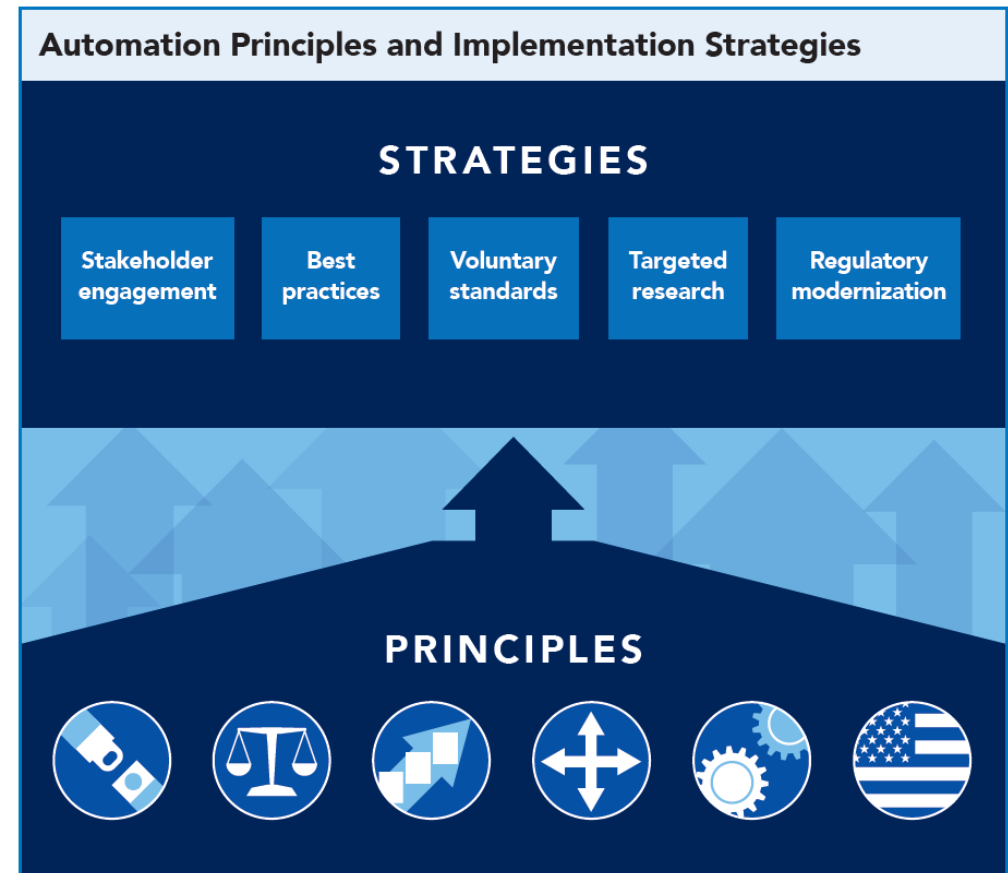 Automation Principles and Implementation Strategies
STRATEGIES
Stakeholder
engagement
Best
practices
Voluntary
standards
Targeted
research
Regulatory
modernization
PRINCIPLES